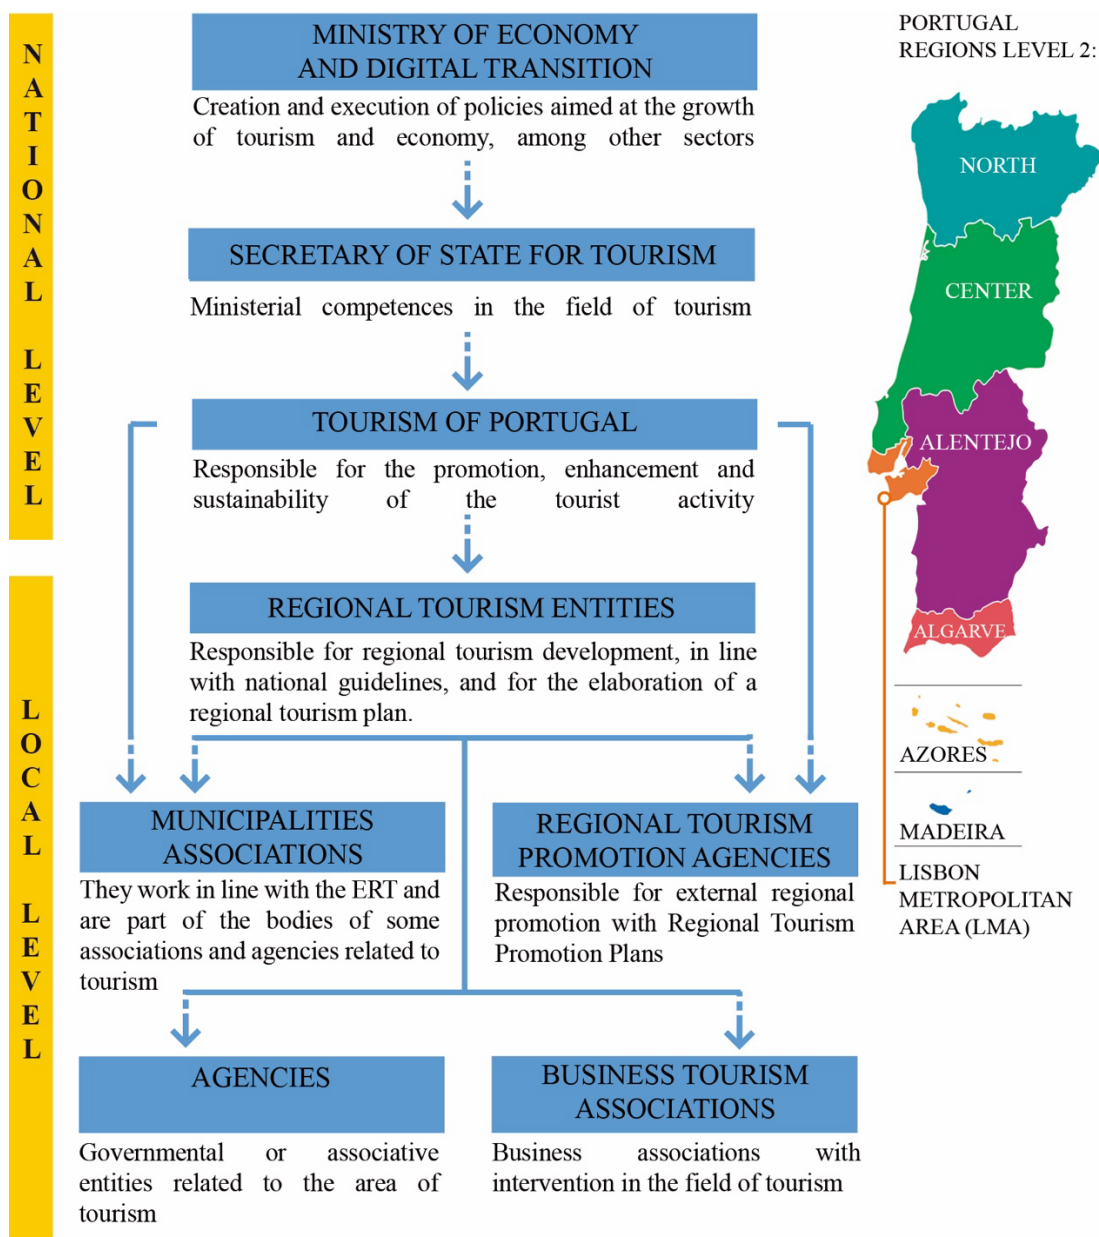 NATIONAL LEVEL
MINISTRY OF ECONOMY
AND DIGITAL TRANSITION
Creation and execution of policies aimed at the growth
of tourism and economy, among other sectors
SECRETARY OF STATE FOR TOURISM
Ministerial competences in the field of tourism
TOURISM OF PORTUGAL
Responsible for the promotion, enhancement and
sustainability of the tourist activity
LOCAL LEVEL
REGIONAL TOURISM ENTITIES
Responsible for regional tourism development, in line
with national guidelines, and for the elaboration of a
regional tourism plan.
MUNICIPALITIES
ASSOCIATIONS
They work in line with the ERT and
are part of the bodies of some
associations and agencies related to
tourism
REGIONAL TOURISM
PROMOTION AGENCIES
Responsible for external regional
promotion with Regional Tourism
Promotion Plans
AGENCIES
Governmental or associative
entities related to the area of
tourism
BUSINESS TOURISM
ASSOCIATIONS
Business associations with
intervention in the field of tourism
PORTUGAL
REGIONS LEVEL 2:
NORTH
CENTER
ALENTEJO
ALGARVE
AZORES
MADEIRA
LISBON
METROPOLITAN
AREA (LMA)